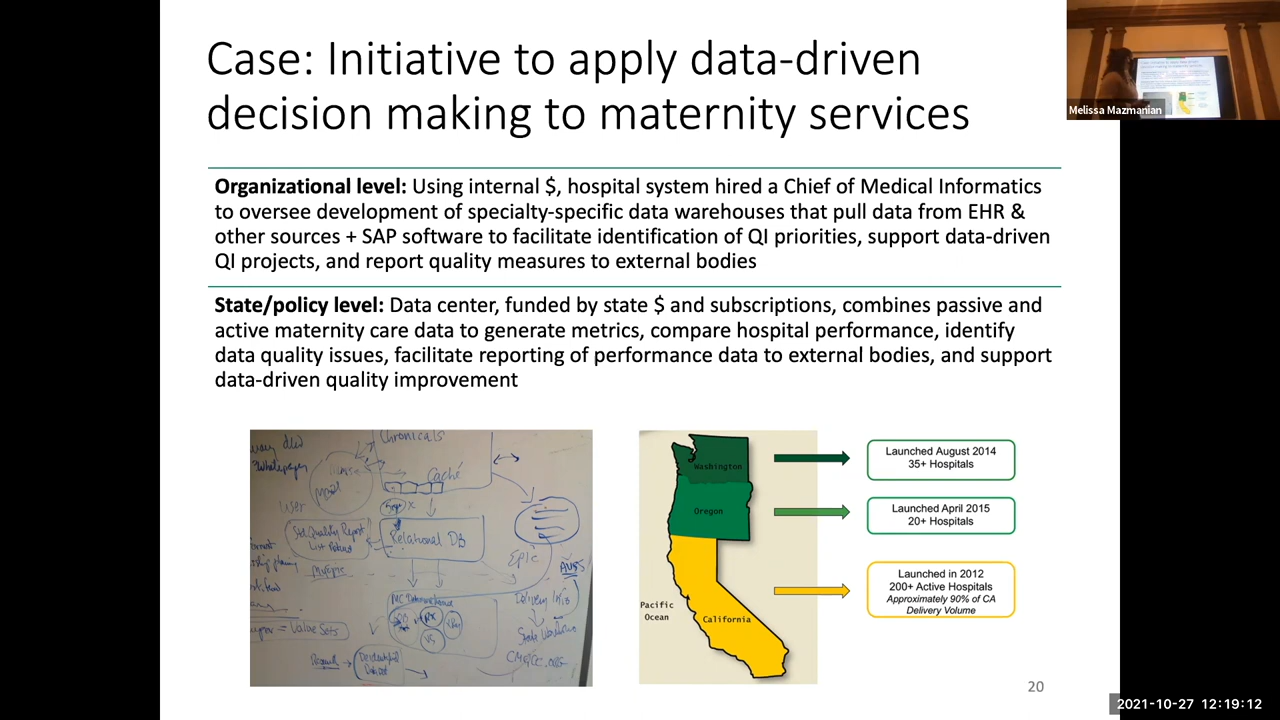 Case: Initiative to apply data-driven
decision making to maternity services
Organizational level: Using internal $, hospital system hired a Chief of Medical Informatics
to oversee development of specialty-specific data warehouses that pull data from EHR &
other sources + SAP software to facilitate identification of QI priorities, support data-driven
QI projects, and report quality measures to external bodies
State/policy level: Data center, funded by state $ and subscriptions, combines passive and
active maternity care data to generate metrics, compare hospital performance, identify
data quality issues, facilitate reporting of performance data to external bodies, and support
data-driven quality improvement
Chronicals
Caché
Relational DB
Epic
Value Sets
Washington
Oregon
California
Pacific
Ocean
Launched August 2014
35+ Hospitals
Launched April 2015
20+ Hospitals
Launched in 2012
200+ Active Hospitals
Approximately 90% of CA
Delivery Volume
20
Melissa Mazmanian
2021-10-27 12:19:12